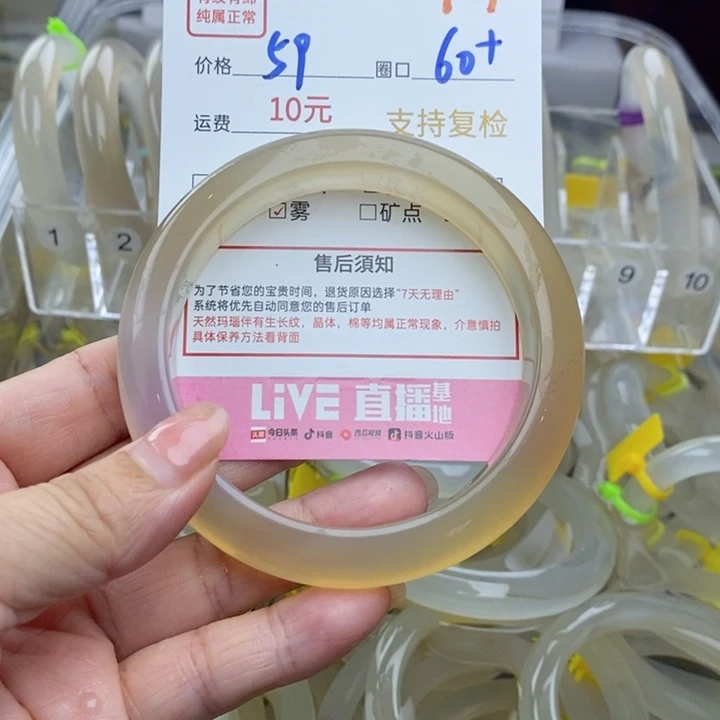 纯属正常
价格 59 圈口 60+
运费 10元 支持复检
☑雾 □矿点
售后須知
为了节省您的宝贵时间，退货原因选择“7天无理由”
系统将优先自动同意您的售后订单
天然玛瑙伴有生长纹，晶体，棉等均属正常现象，介意慎拍
具体保养方法看背面
LiVE 直播基地
头条 今日头条 抖音 西瓜视频 抖音火山版
1 2 9 10